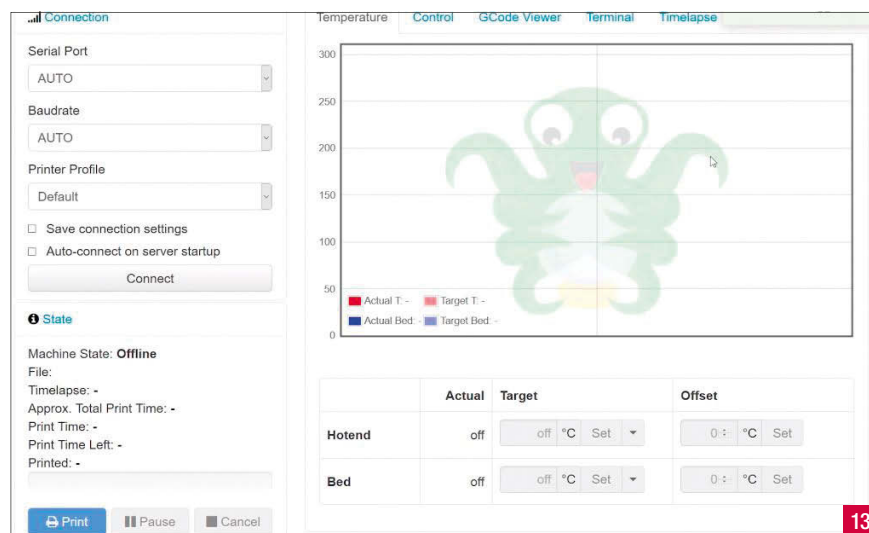 Connection
Serial Port
AUTO
Baudrate
AUTO
Printer Profile
Default
Save connection settings
Auto-connect on server startup
Connect
State
Machine State: Offline
File:
Timelapse: -
Approx. Total Print Time: -
Print Time: -
Print Time Left: -
Printed: -
Print Pause Cancel
Temperature Control GCode Viewer Terminal Timelapse
300
250
200
150
100
50
0
Actual T: - Target T: -
Actual Bed: - Target Bed: -
Actual Target Offset
Hotend off off °C Set 0 °C Set
Bed off off °C Set 0 °C Set
13